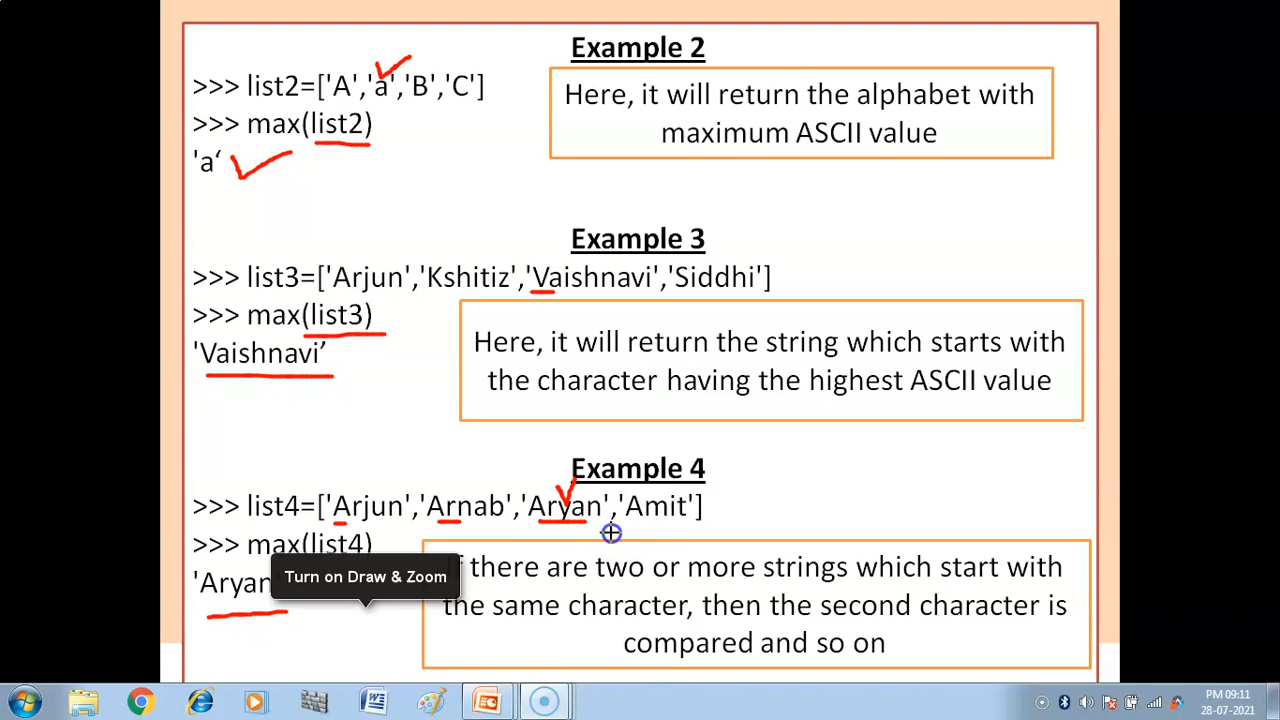 Example 2
>>> list2=['A','a','B','C']
>>> max(list2)
'a‘
Here, it will return the alphabet with
maximum ASCII value
Example 3
>>> list3=['Arjun','Kshitiz','Vaishnavi','Siddhi']
>>> max(list3)
'Vaishnavi’
Here, it will return the string which starts with
the character having the highest ASCII value
Example 4
>>> list4=['Arjun','Arnab','Aryan','Amit']
>>> max(list4)
'Aryan
Turn on Draw & Zoom
there are two or more strings which start with
the same character, then the second character is
compared and so on
PM 09:11
28-07-2021